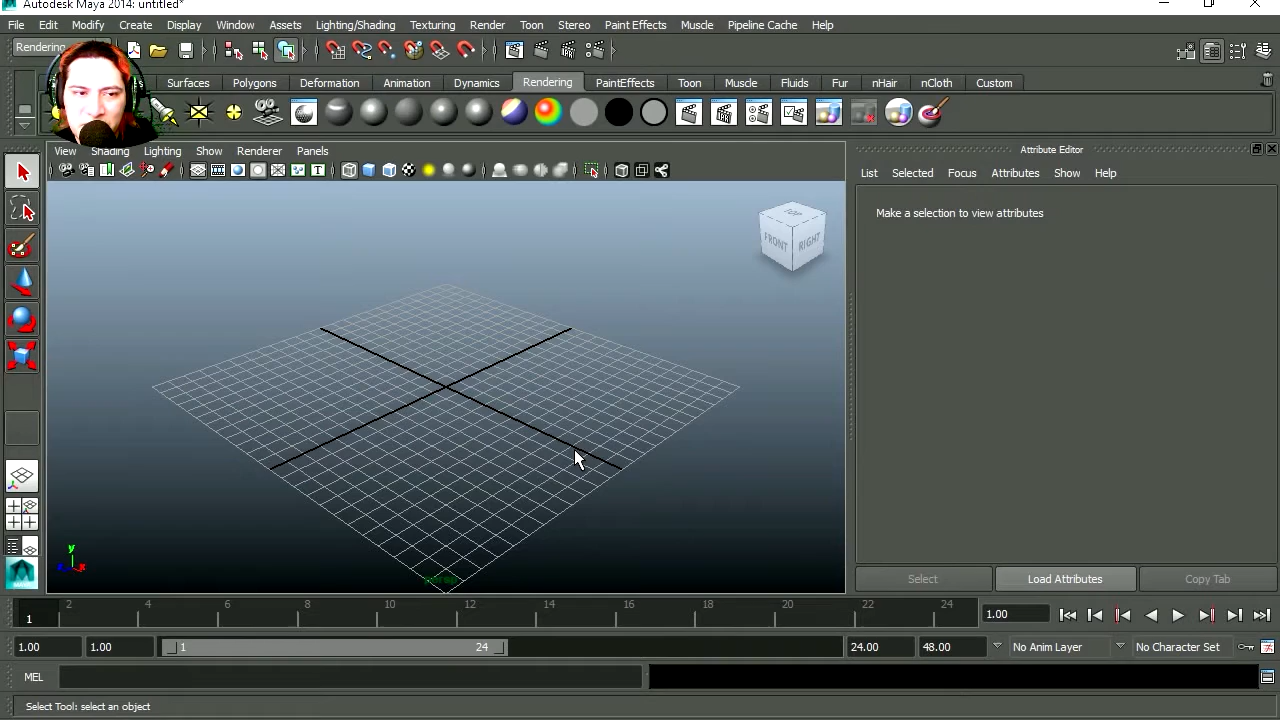 Autodesk Maya 2014: untitled*
File Edit Modify Create Display Window Assets Lighting/Shading Texturing Render Toon Stereo Paint Effects Muscle Pipeline Cache Help
Rendering
Surfaces Polygons Deformation Animation Dynamics Rendering PaintEffects Toon Muscle Fluids Fur nHair nCloth Custom
View Shading Lighting Show Renderer Panels
Attribute Editor
List Selected Focus Attributes Show Help
Make a selection to view attributes
TOP
FRONT RIGHT
y
x
persp
Select Load Attributes Copy Tab
2 4 6 8 10 12 14 16 18 20 22 24
1 1.00
1.00 1.00 1 24 24.00 48.00 No Anim Layer No Character Set
MEL
Select Tool: select an object